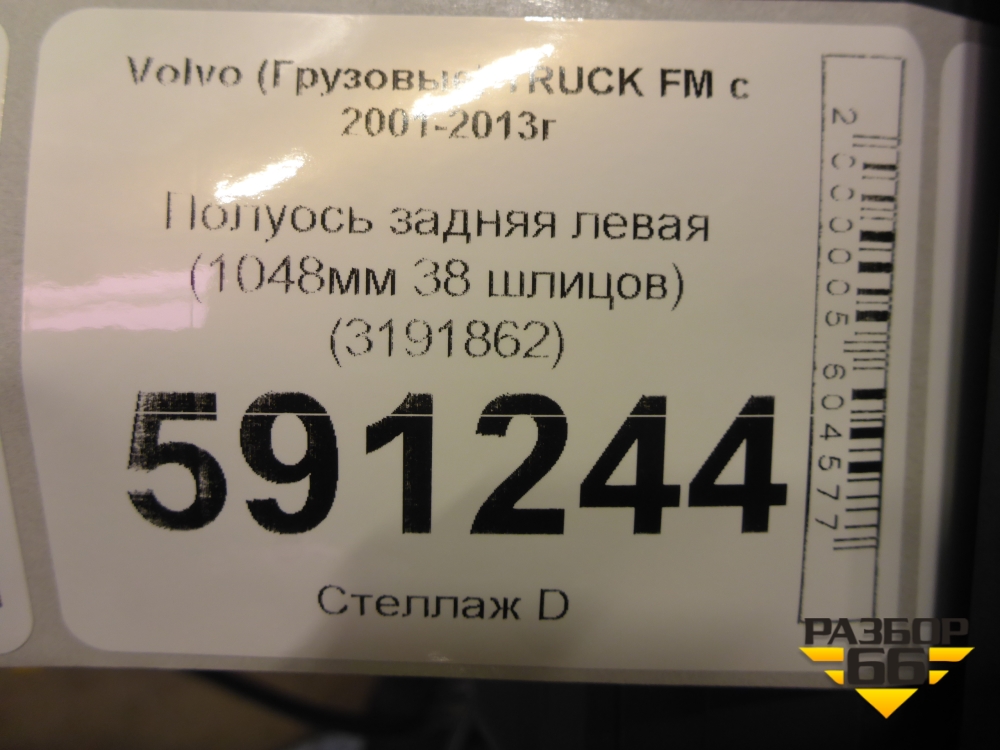 Volvo (Грузовые) TRUCK FM с
2001-2013г
Полуось задняя левая
(1048мм 38 шлицов)
(3191862)
591244
Стеллаж D
2000005604577
РАЗБОР
66